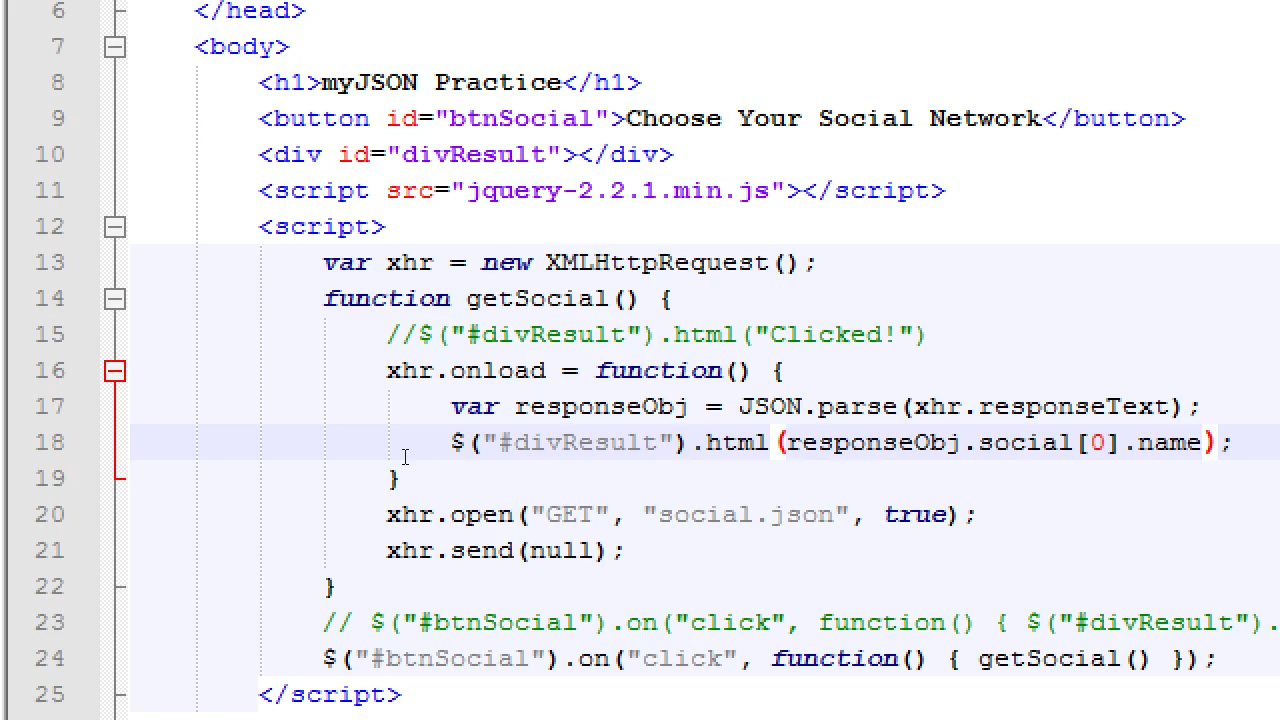 6 </head>
7 <body>
8 <h1>myJSON Practice</h1>
9 <button id="btnSocial">Choose Your Social Network</button>
10 <div id="divResult"></div>
11 <script src="jquery-2.2.1.min.js"></script>
12 <script>
13 var xhr = new XMLHttpRequest();
14 function getSocial() {
15 //$("#divResult").html("Clicked!")
16 xhr.onload = function() {
17 var responseObj = JSON.parse(xhr.responseText);
18 $("#divResult").html(responseObj.social[0].name);
19 }
20 xhr.open("GET", "social.json", true);
21 xhr.send(null);
22 }
23 // $("#btnSocial").on("click", function() { $("#divResult").
24 $("#btnSocial").on("click", function() { getSocial() });
25 </script>